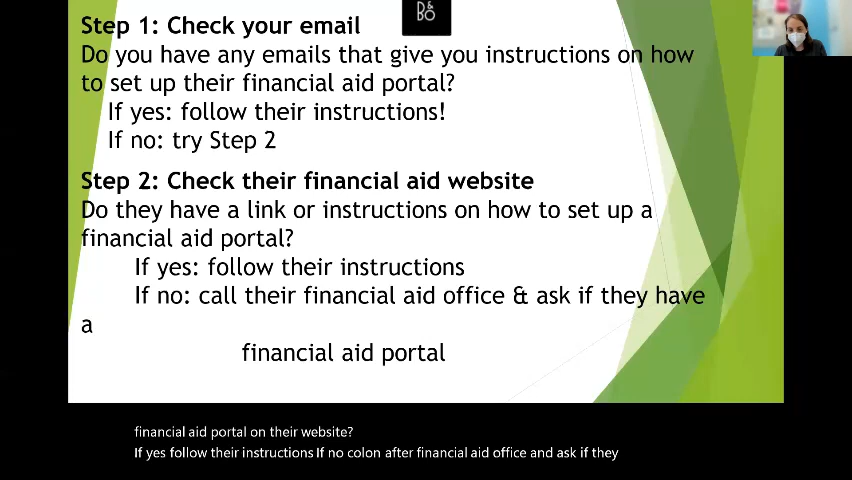 B&O
Step 1: Check your email
Do you have any emails that give you instructions on how
to set up their financial aid portal?
If yes: follow their instructions!
If no: try Step 2
Step 2: Check their financial aid website
Do they have a link or instructions on how to set up a
financial aid portal?
If yes: follow their instructions
If no: call their financial aid office & ask if they have
a
financial aid portal
financial aid portal on their website?
If yes follow their instructions If no colon after financial aid office and ask if they